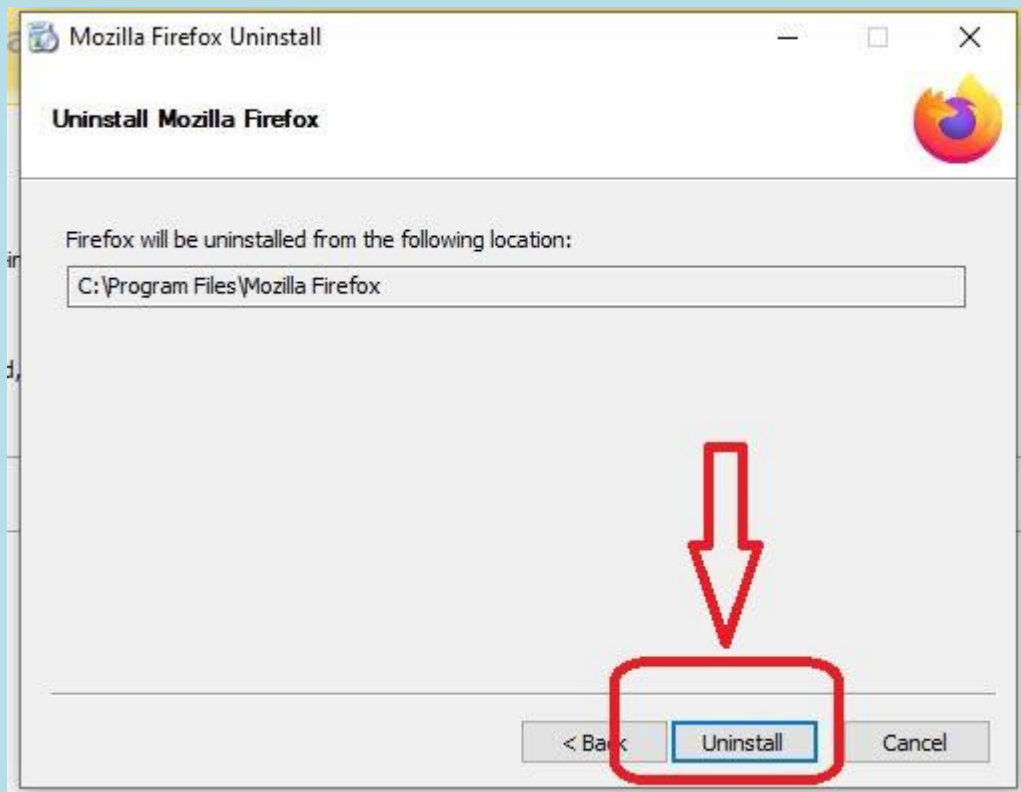 Mozilla Firefox Uninstall
Uninstall Mozilla Firefox
Firefox will be uninstalled from the following location:
C:\Program Files\Mozilla Firefox
< Back
Uninstall
Cancel